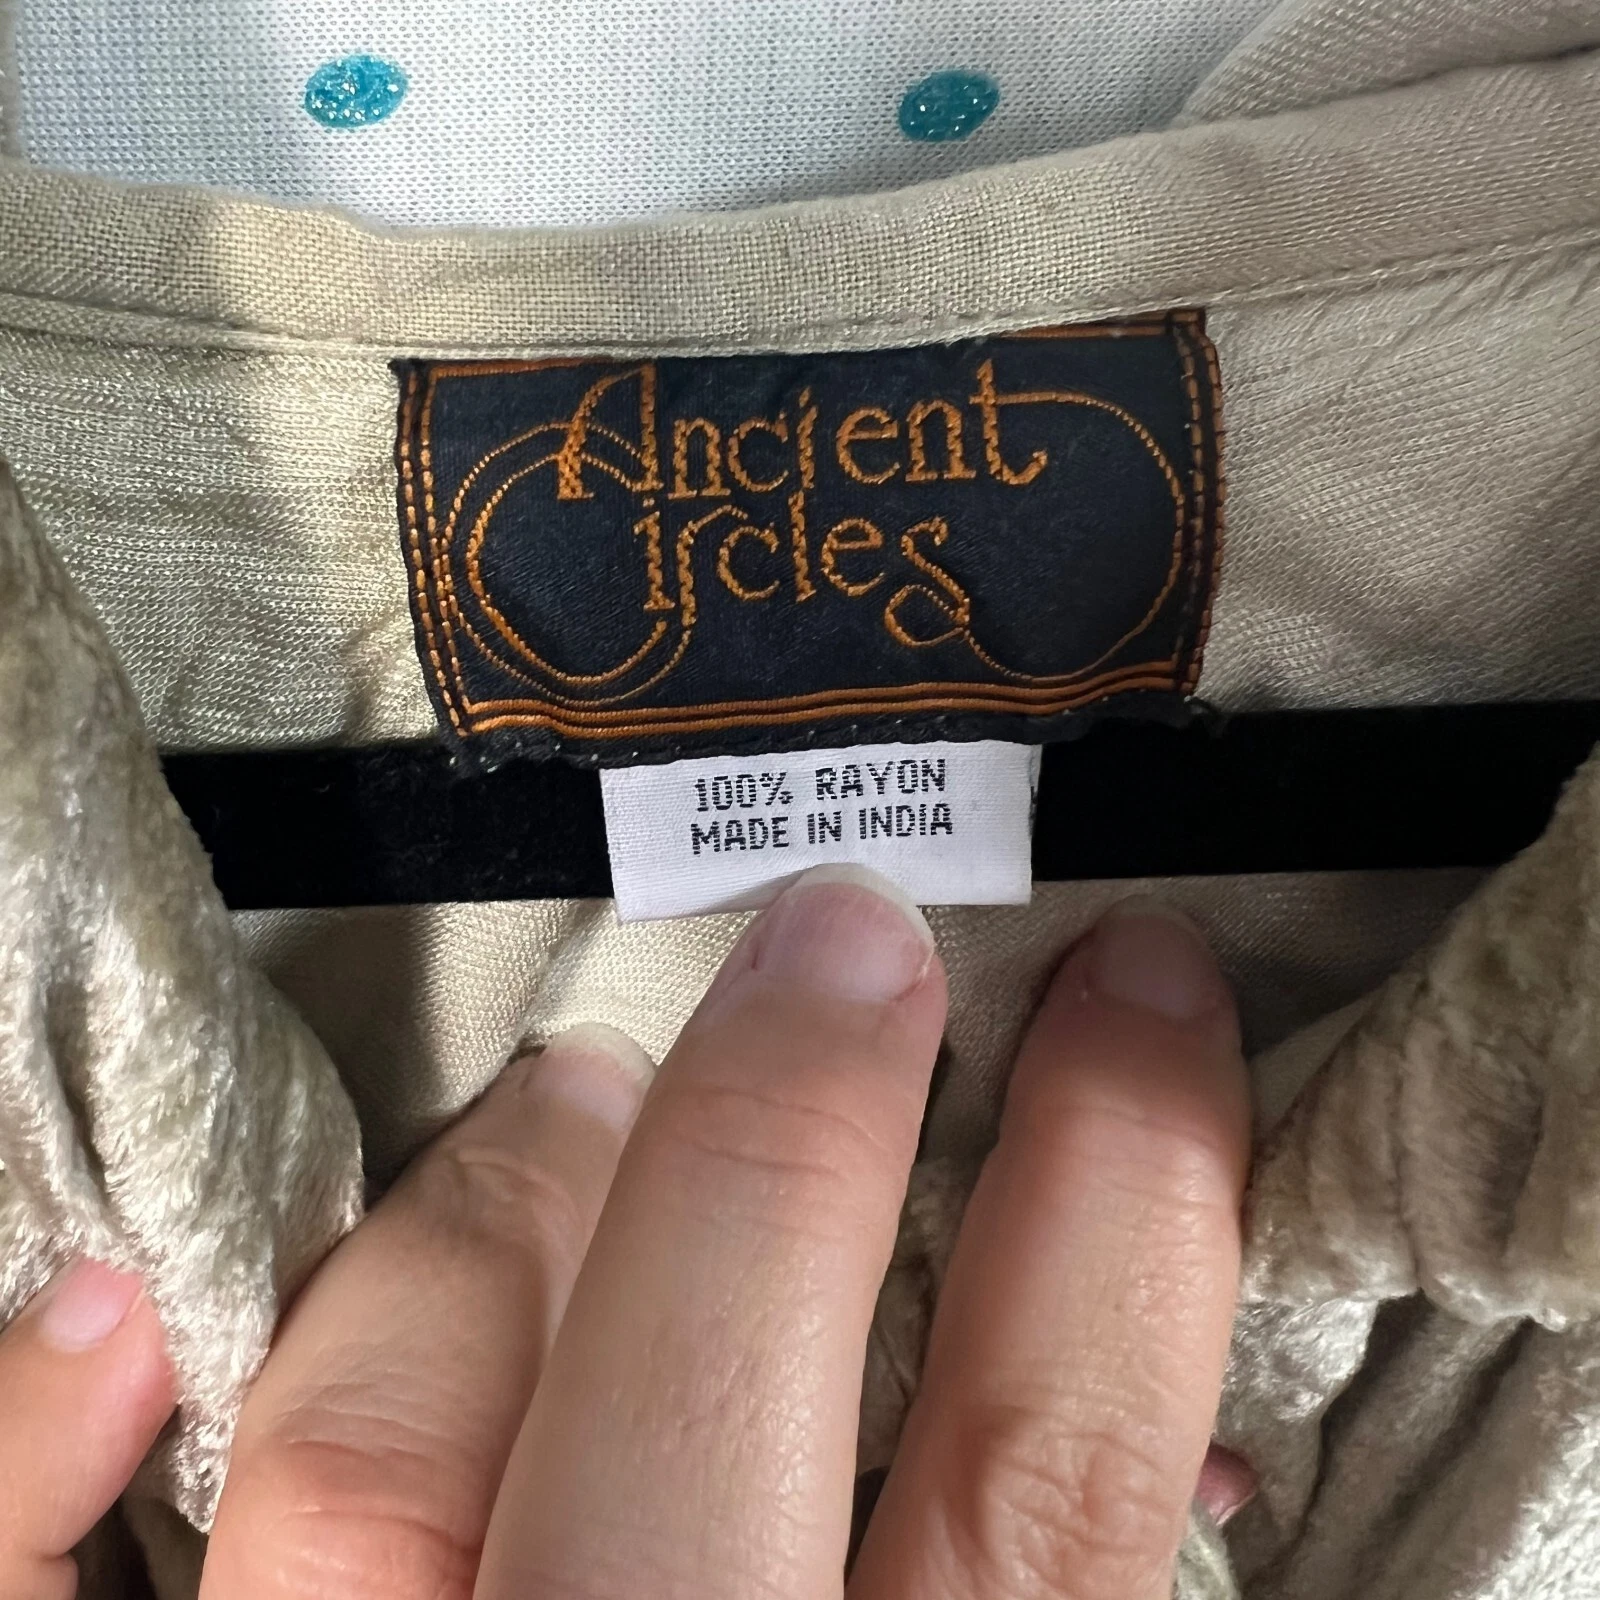 Ancient
Circles
100% RAYON
MADE IN INDIA